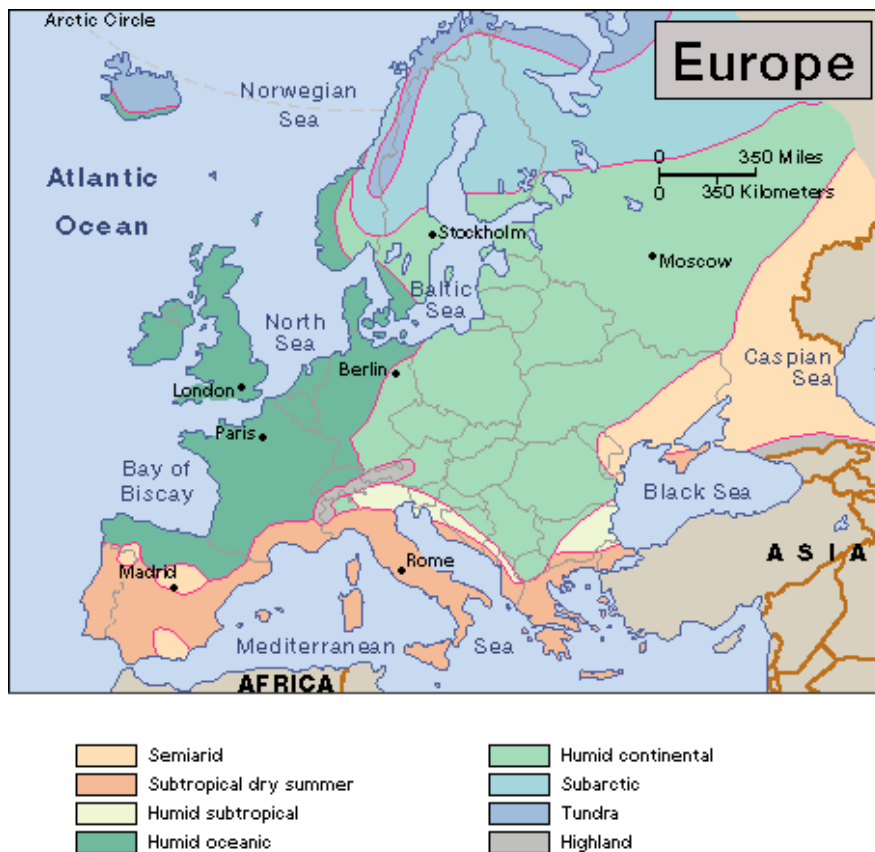 Arctic Circle
Europe
Norwegian
Sea
Atlantic
Ocean
0 350 Miles
0 350 Kilometers
Stockholm
Moscow
Baltic
Sea
North
Sea
Berlin
Caspian
Sea
London
Paris
Bay of
Biscay
Black Sea
ASIA
Madrid
Rome
Mediterranean Sea
AFRICA
Semiarid
Subtropical dry summer
Humid subtropical
Humid oceanic
Humid continental
Subarctic
Tundra
Highland